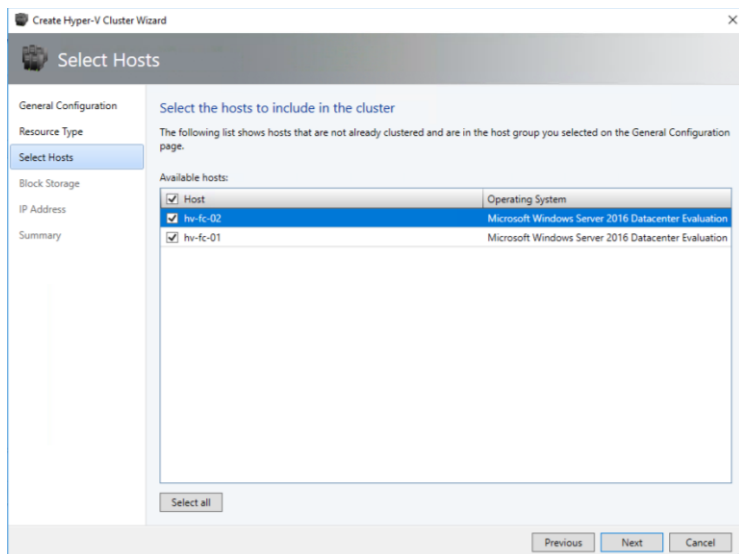 Create Hyper-V Cluster Wizard
Select Hosts
General Configuration
Resource Type
Select Hosts
Block Storage
IP Address
Summary
Select the hosts to include in the cluster
The following list shows hosts that are not already clustered and are in the host group you selected on the General Configuration
page.
Available hosts:
Host Operating System
hv-fc-02 Microsoft Windows Server 2016 Datacenter Evaluation
hv-fc-01 Microsoft Windows Server 2016 Datacenter Evaluation
Select all
Previous Next Cancel